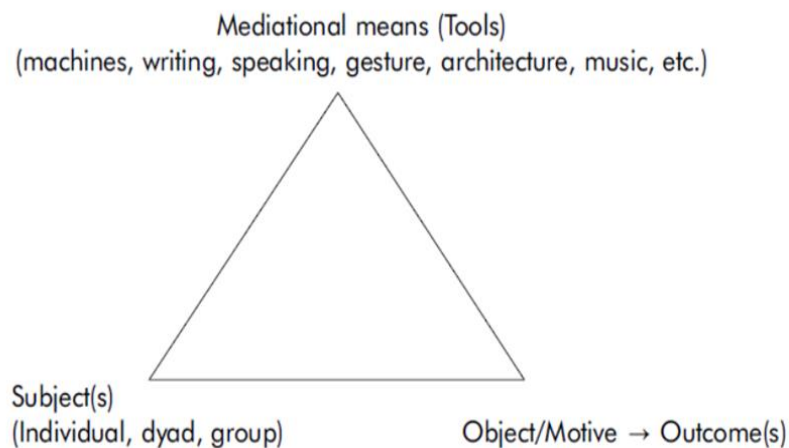 Mediational means (Tools)
(machines, writing, speaking, gesture, architecture, music, etc.)
Subject(s)
(Individual, dyad, group)
Object/Motive → Outcome(s)